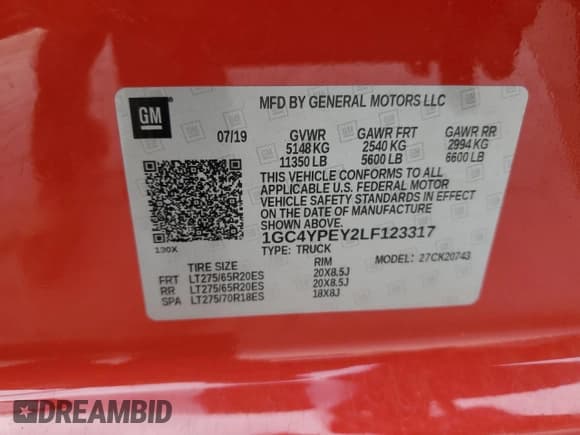 GM
MFD BY GENERAL MOTORS LLC
07/19 GVWR GAWR FRT GAWR RR
5148 KG 2540 KG 2994 KG
11350 LB 5600 LB 6600 LB
THIS VEHICLE CONFORMS TO ALL
APPLICABLE U.S. FEDERAL MOTOR
VEHICLE SAFETY STANDARDS IN EFFECT
ON THE DATE OF MANUFACTURE
SHOWN ABOVE.
1GC4YPEY2LF123317
TYPE: TRUCK MODEL: 27CK20743
130X
TIRE SIZE RIM
FRT LT275/65R20ES 20X8.5J
RR LT275/65R20ES 20X8.5J
SPA LT275/70R18ES 18X8J
DREAMBID